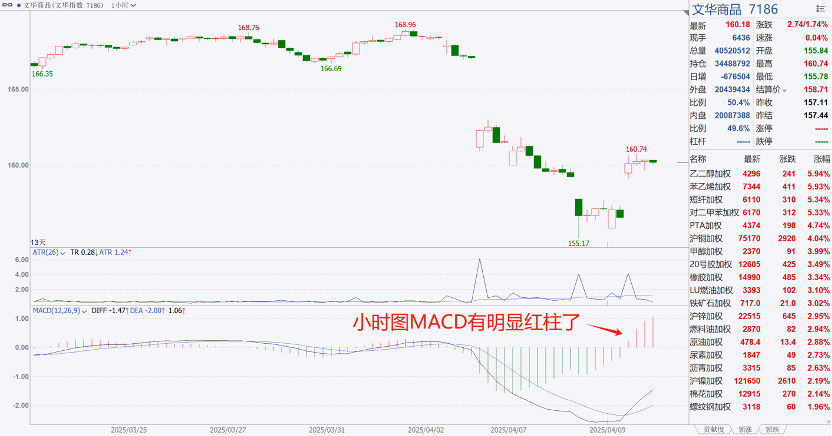 文华商品(文华指数 7186) 1小时
168.76
168.96
166.35
166.69
165.00
160.00
160.74
155.17
13天
ATR(26) TR 0.28↓ATR 1.24↑
6.00
4.00
2.00
MACD(12,26,9) DIFF -1.47↑DEA -2.00↑ 1.06↑
小时图MACD有明显红柱了
1.00
0.00
-1.00
-2.00
2025/03/25 2025/03/27 2025/03/31 2025/04/02 2025/04/07 2025/04/09
文华商品 7186
最新 160.18 涨跌 2.74/1.74%
现手 6436 速涨 0.04%
总量 40520512 开盘 155.84
持仓 34488792 最高 160.74
日增 -676504 最低 155.78
外盘 20439434 结算价 158.71
比例 50.4% 昨收 157.11
内盘 20087388 昨结 157.44
比例 49.6% 涨停 -----
杠杆 ----- 跌停 -----
名称 最新 涨跌 涨幅
乙二醇加权 4296 241 5.94%
苯乙烯加权 7344 411 5.93%
短纤加权 6110 310 5.34%
对二甲苯加权 6170 312 5.33%
PTA加权 4374 198 4.74%
沪铜加权 75170 2920 4.04%
甲醇加权 2370 91 3.99%
20号胶加权 12605 425 3.49%
橡胶加权 14990 485 3.34%
LU燃油加权 3393 102 3.10%
铁矿石加权 717.0 21.0 3.02%
沪锌加权 22515 645 2.95%
燃料油加权 2870 82 2.94%
原油加权 478.4 13.4 2.88%
尿素加权 1847 49 2.73%
沥青加权 3315 85 2.63%
沪镍加权 121650 2610 2.19%
棉花加权 12915 270 2.14%
螺纹钢加权 3118 60 1.96%
贡献度 领涨 领跌